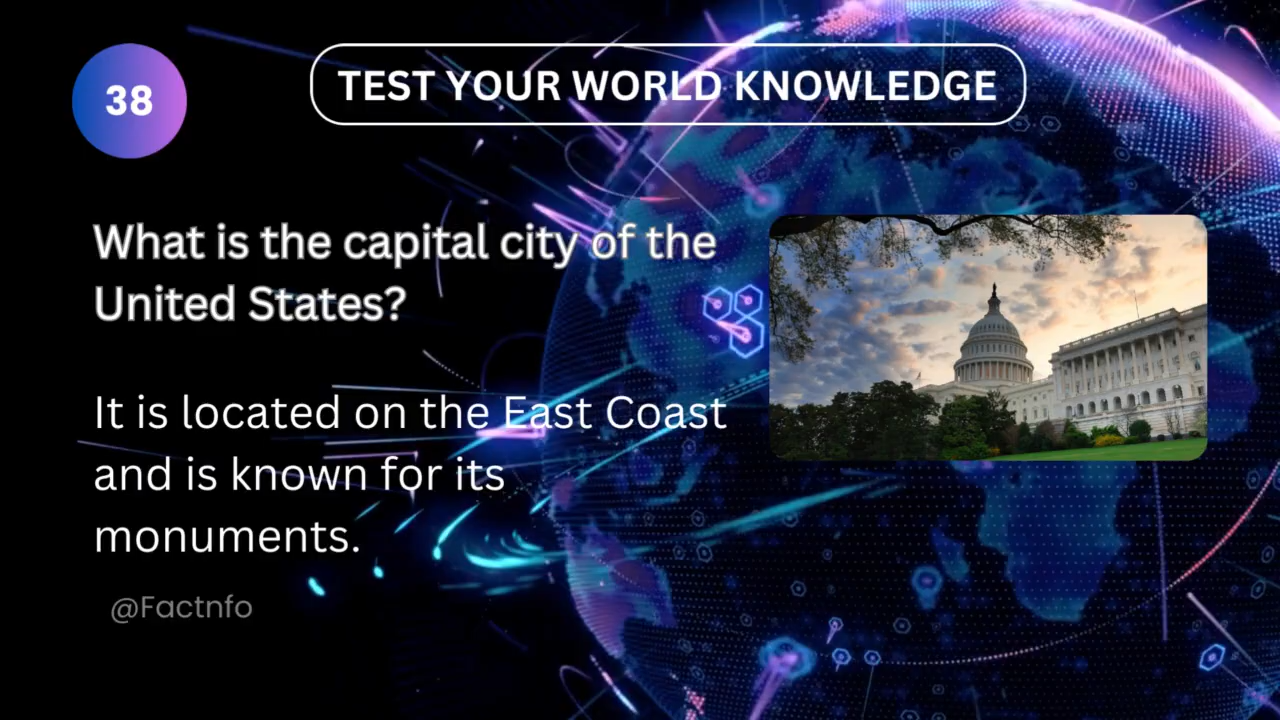 38
TEST YOUR WORLD KNOWLEDGE
What is the capital city of the
United States?
It is located on the East Coast
and is known for its
monuments.
@Factnfo